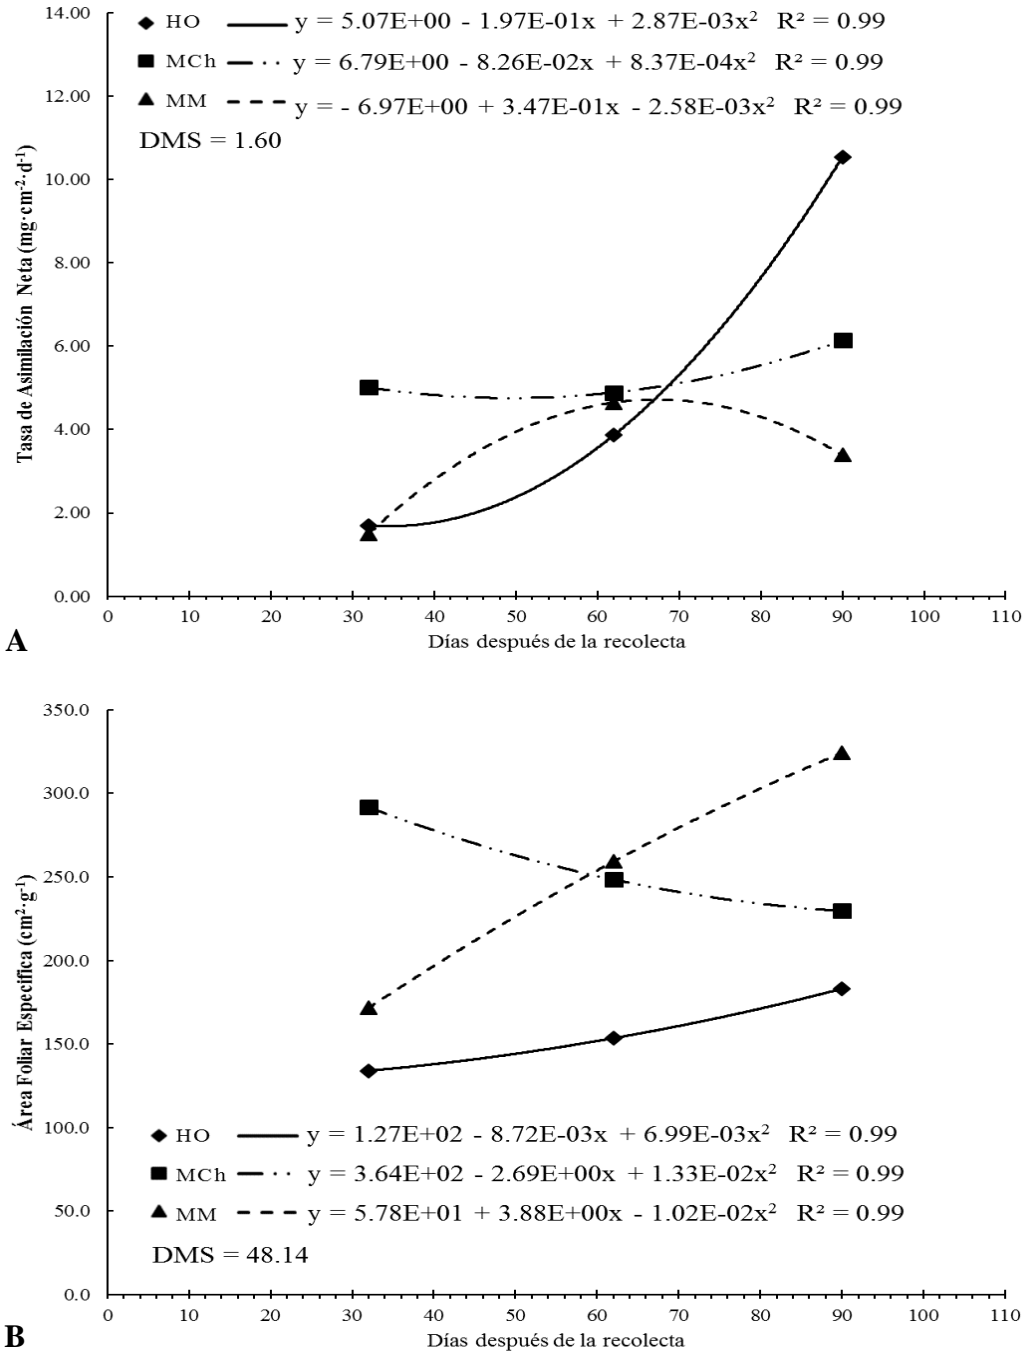 14.00
◆ HO y = 5.07E+00 - 1.97E-01x + 2.87E-03x² R² = 0.99
■ MCh y = 6.79E+00 - 8.26E-02x + 8.37E-04x² R² = 0.99
12.00
▲ MM y = - 6.97E+00 + 3.47E-01x - 2.58E-03x² R² = 0.99
DMS = 1.60
10.00
8.00
6.00
4.00
2.00
0.00
Tasa de Asimilación Neta (mg·cm⁻²·d⁻¹)
0 10 20 30 40 50 60 70 80 90 100 110
Días después de la recolecta
A
350.0
300.0
250.0
200.0
150.0
100.0
50.0
0.0
Área Foliar Especifica (cm²·g⁻¹)
◆ HO y = 1.27E+02 - 8.72E-03x + 6.99E-03x² R² = 0.99
■ MCh y = 3.64E+02 - 2.69E+00x + 1.33E-02x² R² = 0.99
▲ MM y = 5.78E+01 + 3.88E+00x - 1.02E-02x² R² = 0.99
DMS = 48.14
0 10 20 30 40 50 60 70 80 90 100 110
Días después de la recolecta
B